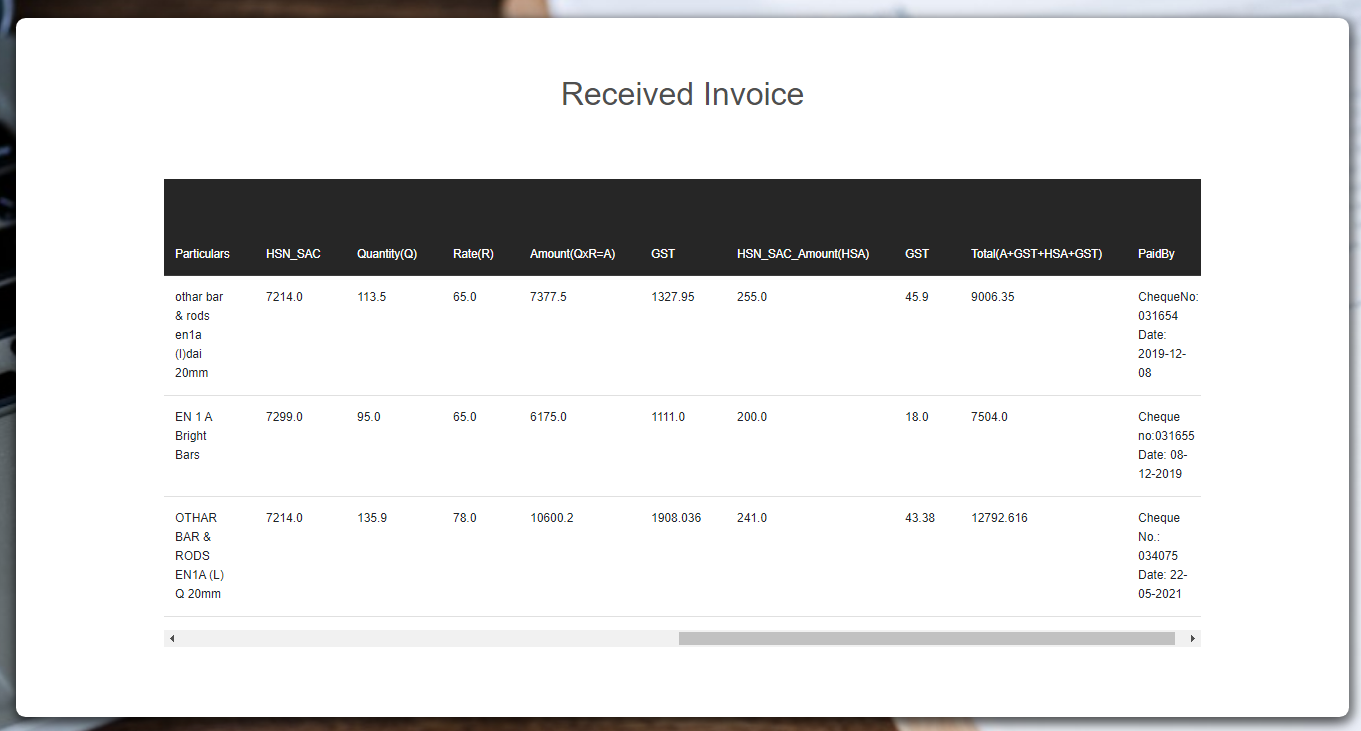 Received Invoice
Particulars HSN_SAC Quantity(Q) Rate(R) Amount(QxR=A) GST HSN_SAC_Amount(HSA) GST Total(A+GST+HSA+GST) PaidBy
othar bar 7214.0 113.5 65.0 7377.5 1327.95 255.0 45.9 9006.35 ChequeNo:
& rods 031654
en1a Date:
(l)dai 2019-12-
20mm 08
EN 1 A 7299.0 95.0 65.0 6175.0 1111.0 200.0 18.0 7504.0 Cheque
Bright no:031655
Bars Date: 08-
12-2019
OTHAR 7214.0 135.9 78.0 10600.2 1908.036 241.0 43.38 12792.616 Cheque
BAR & No.:
RODS 034075
EN1A (L) Date: 22-
Q 20mm 05-2021